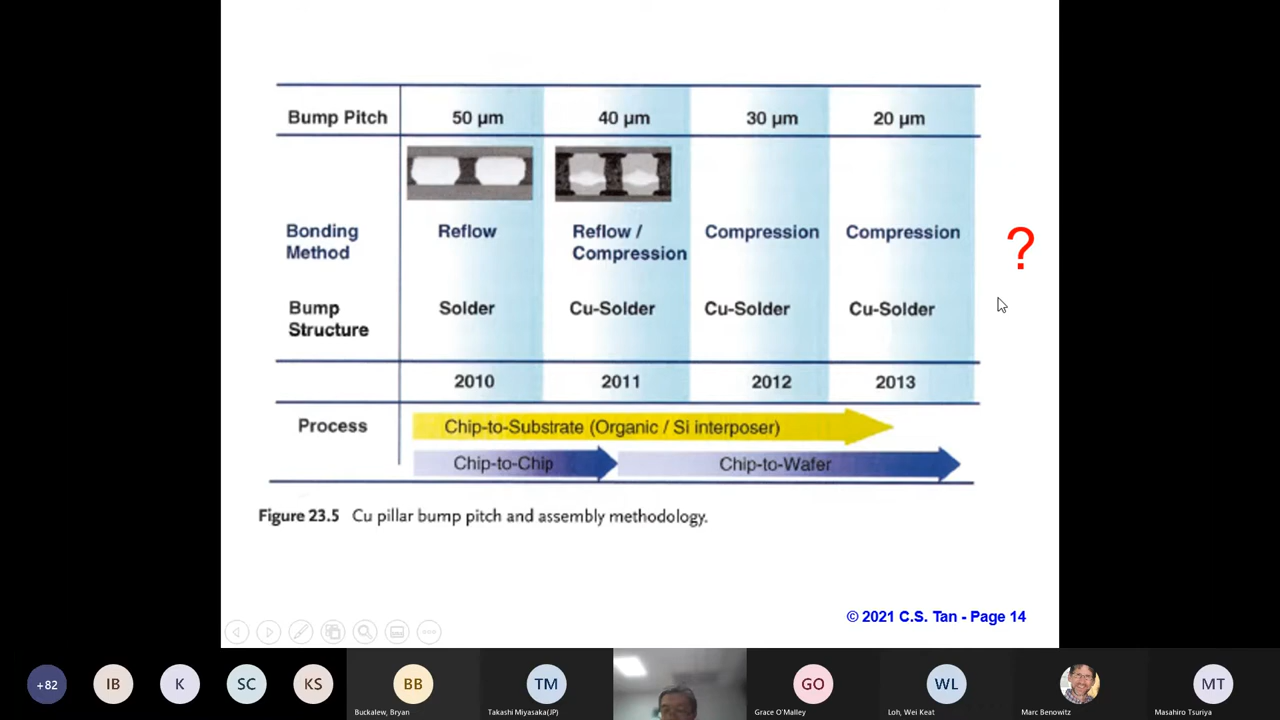 Bump Pitch 50 µm 40 µm 30 µm 20 µm
Bonding Method Reflow Reflow / Compression Compression Compression
?
Bump Structure Solder Cu-Solder Cu-Solder Cu-Solder
2010 2011 2012 2013
Process Chip-to-Substrate (Organic / Si interposer)
Chip-to-Chip Chip-to-Wafer
Figure 23.5 Cu pillar bump pitch and assembly methodology.
© 2021 C.S. Tan - Page 14
+82 IB K SC KS BB TM GO WL MT
Buckalew, Bryan Takashi Miyasaka(JP) Grace O'Malley Loh, Wei Keat Marc Benowitz Masahiro Tsuriya